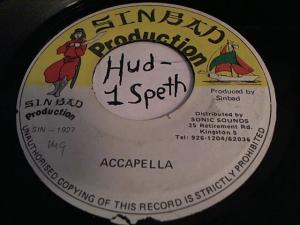 SINBAD
Production
Hud-
1 Speth
SINBAD
Production
SIN - 1927
Produced by
Sinbad
Distributed by
SONIC SOUNDS
25 Retirement Rd.
Kingston 5
Tel: 926-1204/62036
ACCAPELLA
UNAUTHORISED COPYING OF THIS RECORD IS STRICTLY PROHIBITED